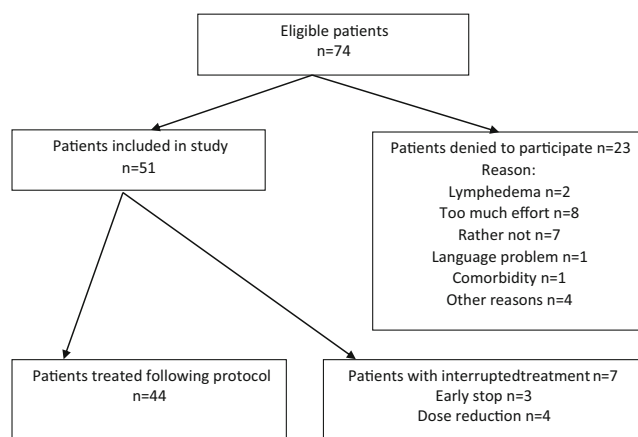 Eligible patients
n=74
Patients included in study
n=51
Patients denied to participate n=23
Reason:
Lymphedema n=2
Too much effort n=8
Rather not n=7
Language problem n=1
Comorbidity n=1
Other reasons n=4
Patients treated following protocol
n=44
Patients with interruptedtreatment n=7
Early stop n=3
Dose reduction n=4